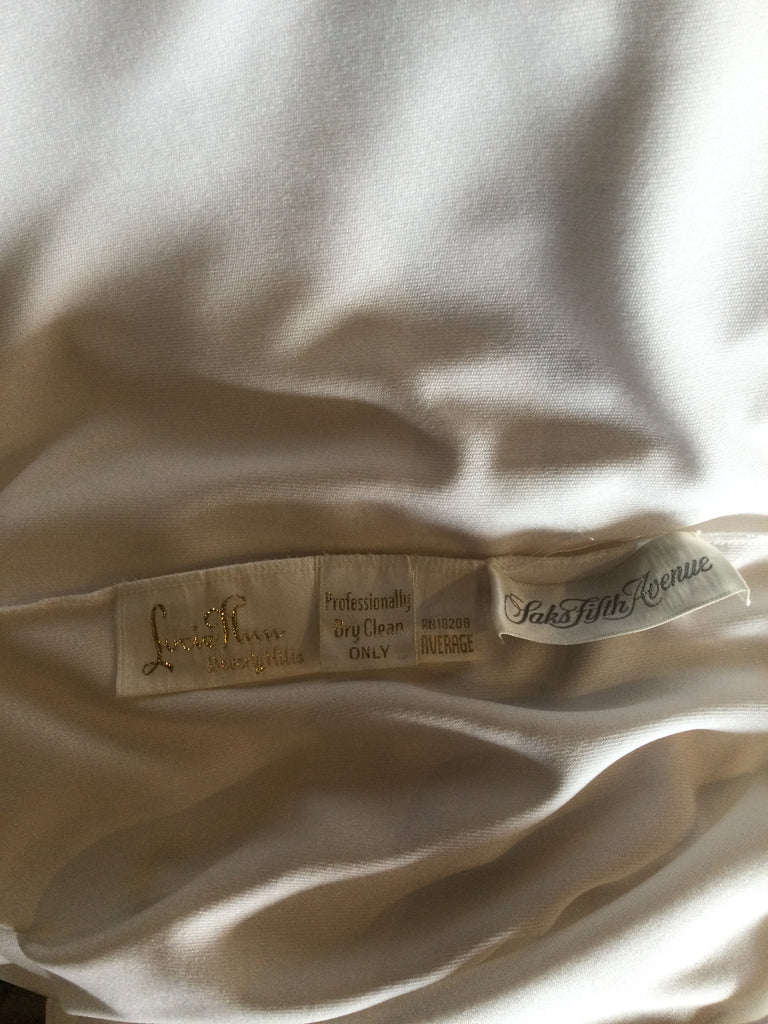 Lucie Ann
Beverly Hills
Professionally
Dry Clean
ONLY
RN18208
AVERAGE
Saks Fifth Avenue